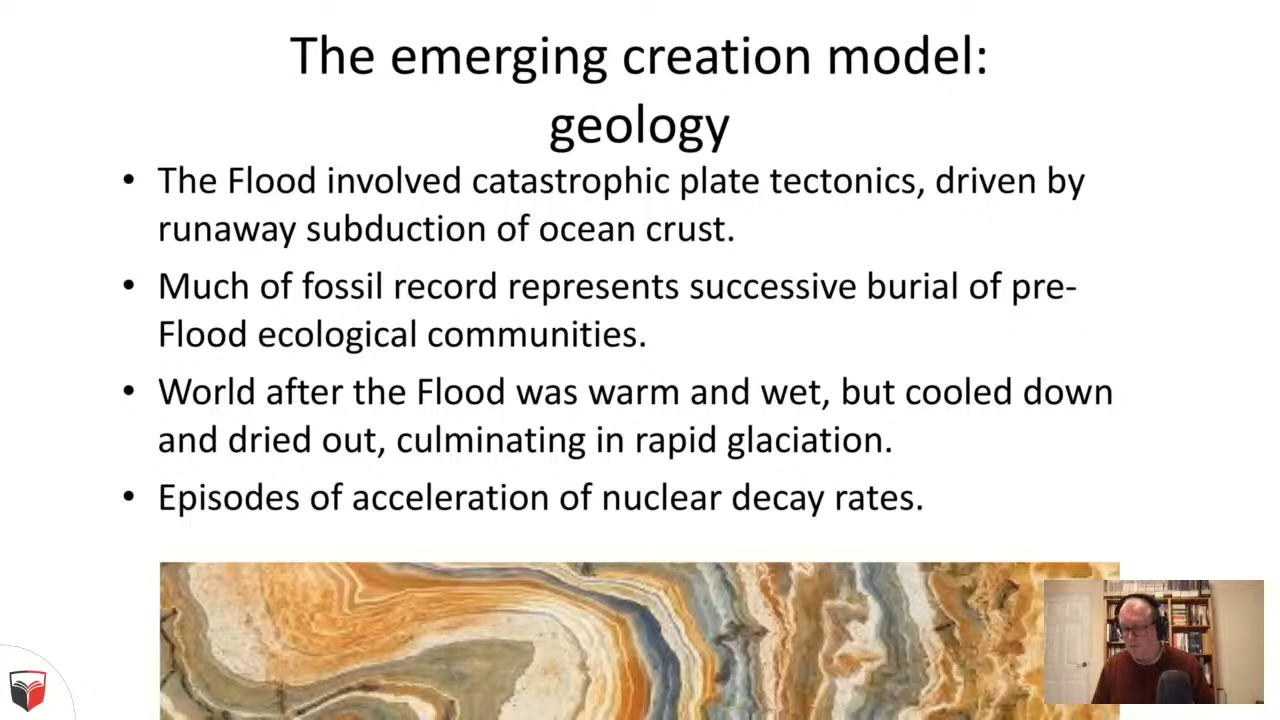 The emerging creation model:
geology
• The Flood involved catastrophic plate tectonics, driven by
runaway subduction of ocean crust.
• Much of fossil record represents successive burial of pre-
Flood ecological communities.
• World after the Flood was warm and wet, but cooled down
and dried out, culminating in rapid glaciation.
• Episodes of acceleration of nuclear decay rates.